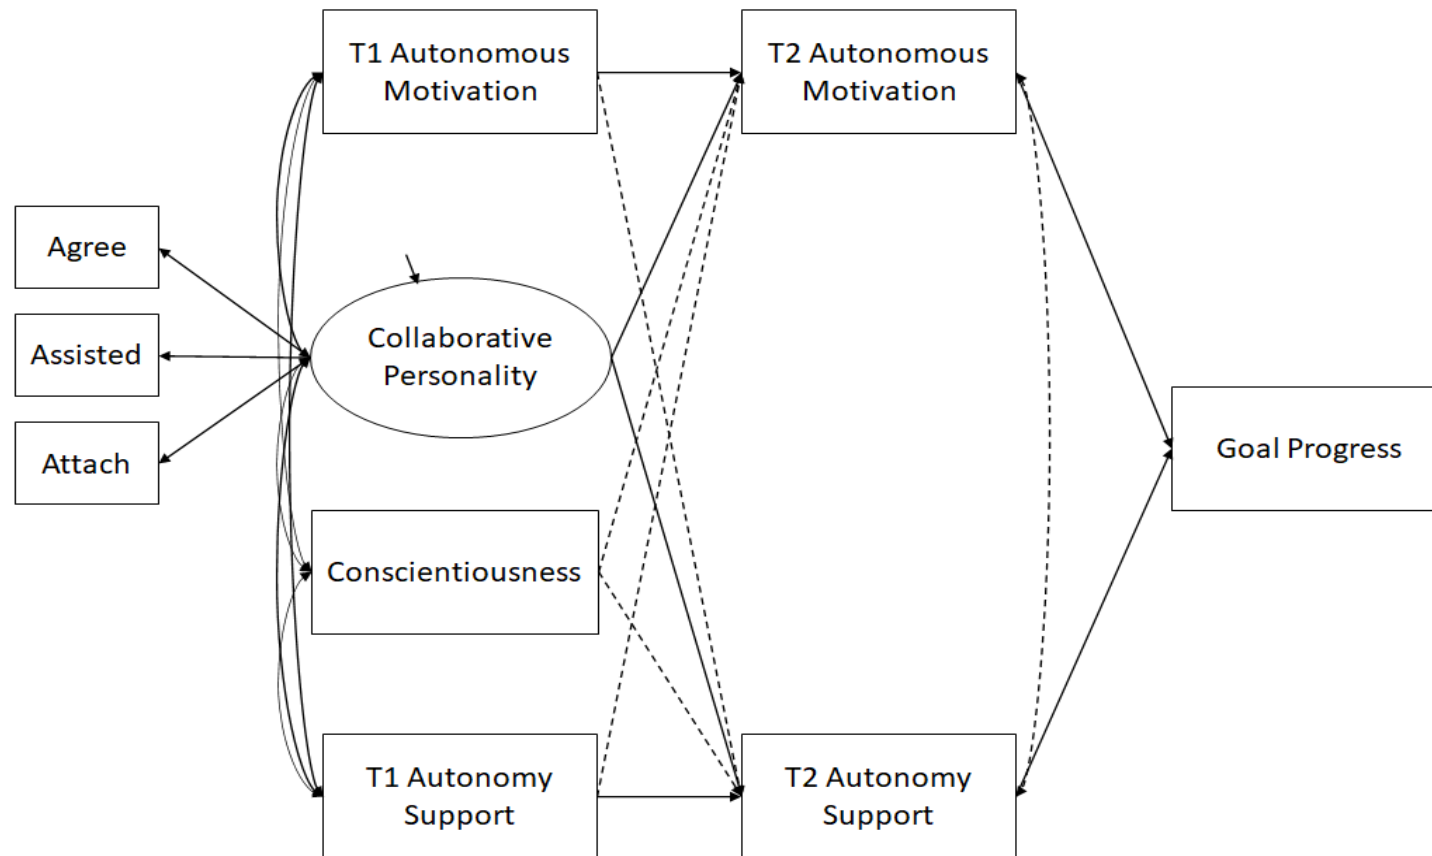 T1 Autonomous
Motivation
T2 Autonomous
Motivation
Agree
Assisted
Attach
Collaborative
Personality
Goal Progress
Conscientiousness
T1 Autonomy
Support
T2 Autonomy
Support